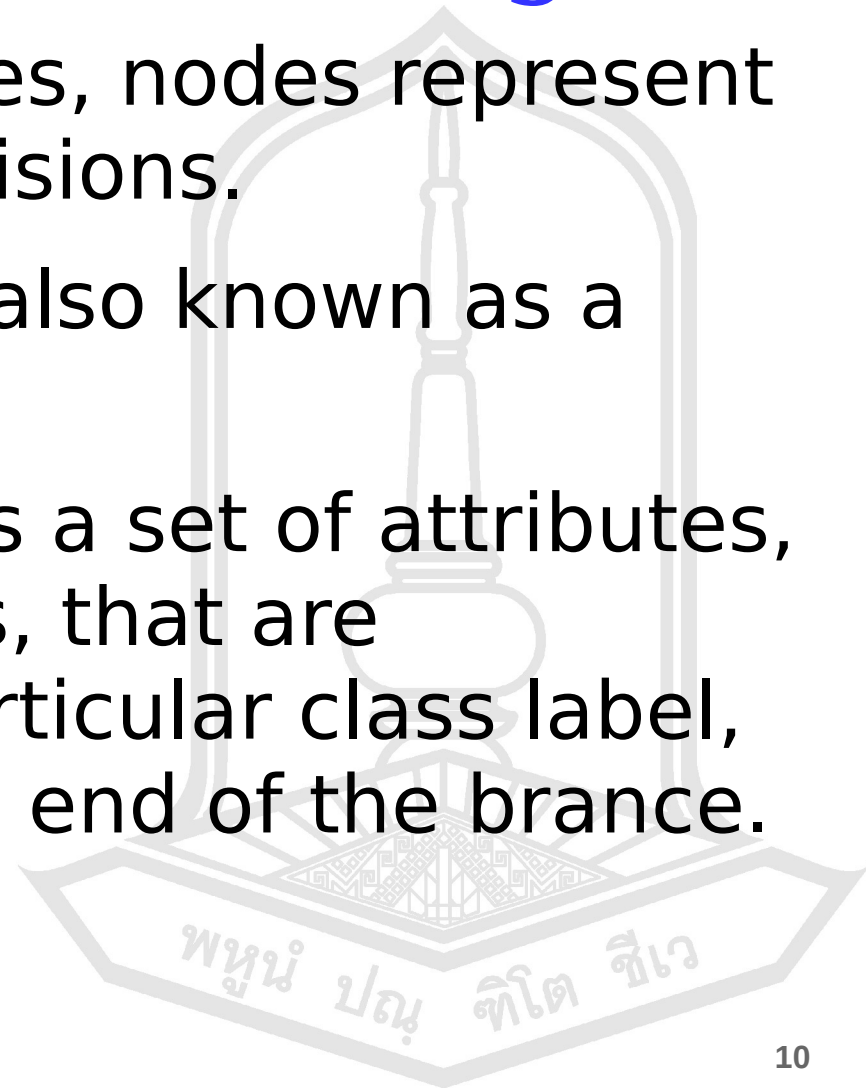 es, nodes represent
isions.
also known as a
s a set of attributes,
s, that are
rticular class label,
end of the brance.
พหูนํ ปณฺฑิโต ชีเว
10